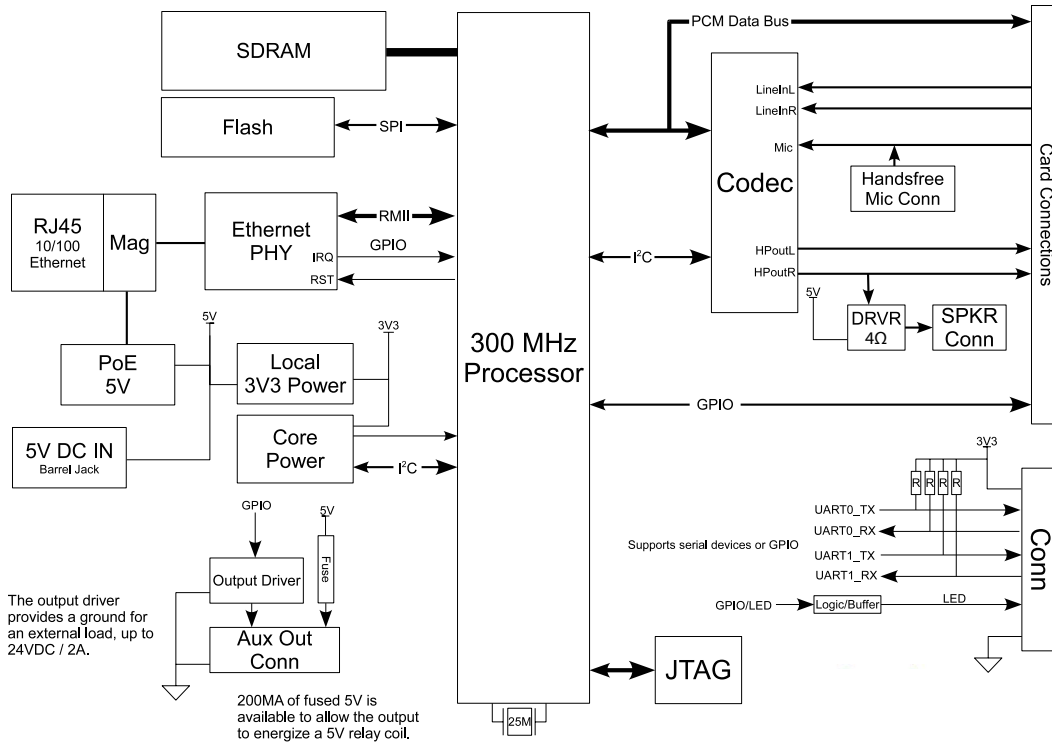 SDRAM
PCM Data Bus
LineInL
LineInR
Flash
SPI
Mic
Codec
Handsfree
Mic Conn
Card Connections
RJ45
10/100
Ethernet
Mag
Ethernet
PHY
RMII
GPIO
IRQ
RST
I²C
HPoutL
HPoutR
5V
DRVR
4Ω
SPKR
Conn
300 MHz
Processor
5V
3V3
PoE
5V
Local
3V3 Power
GPIO
5V DC IN
Barrel Jack
Core
Power
I²C
3V3
R R R R
UART0_TX
UART0_RX
Supports serial devices or GPIO
UART1_TX
UART1_RX
Conn
GPIO/LED
Logic/Buffer
LED
GPIO
5V
Output Driver
Fuse
The output driver
provides a ground for
an external load, up to
24VDC / 2A.
Aux Out
Conn
JTAG
200MA of fused 5V is
available to allow the output
to energize a 5V relay coil.
25M